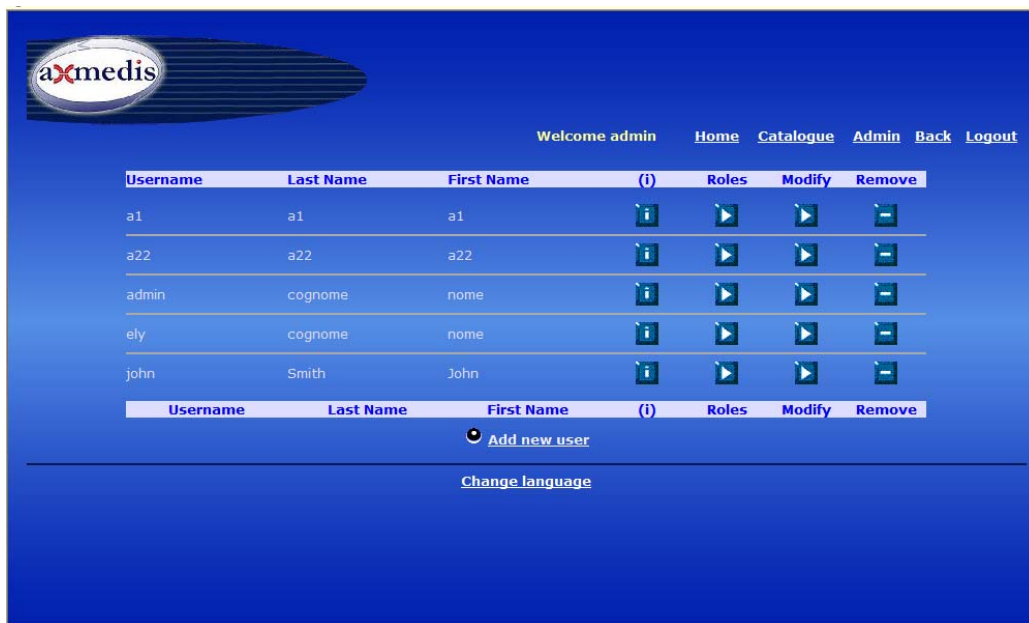 axmedis
Welcome admin Home Catalogue Admin Back Logout
Username Last Name First Name (i) Roles Modify Remove
a1 a1 a1 i
a22 a22 a22 i
admin cognome nome i
ely cognome nome i
john Smith John i
Username Last Name First Name (i) Roles Modify Remove
Add new user
Change language